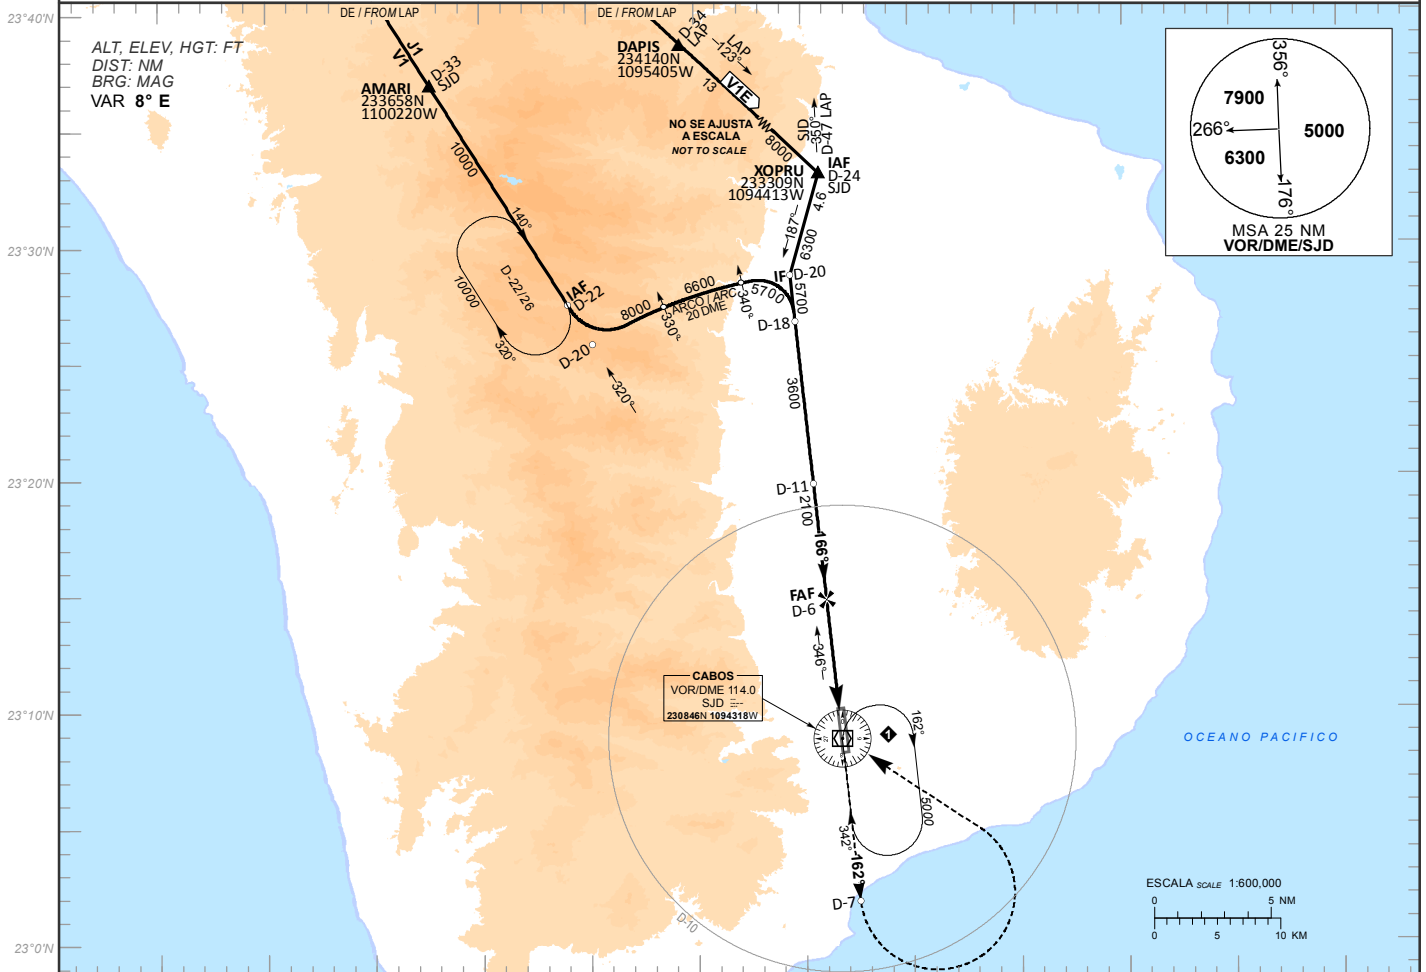 23°40'N
DE / FROM LAP
DE / FROM LAP
ALT, ELEV, HGT: FT
DIST: NM
BRG: MAG
VAR 8° E
J1
V1
D-33
SJD
AMARI
233658N
1100220W
10000
140°
D-34
LAP
DAPIS
234140N
1095405W
LAP
123°
13
V1E
NO SE AJUSTA
A ESCALA
NOT TO SCALE
8000
SJD
350°
D-47 LAP
XOPRU
233309N
1094413W
IAF
D-24
SJD
4.6
187°
6300
356°
7900
266°
5000
6300
176°
MSA 25 NM
VOR/DME/SJD
23°30'N
D-22/26
10000
320°
IAF
D-22
D-20
320°
8000
330°
6600
ARCO / ARC
20 DME
340°
5700
IF
D-20
5700
D-18
3600
23°20'N
D-11
2100
166°
FAF
D-6
346°
CABOS
VOR/DME 114.0
SJD
230846N 1094318W
23°10'N
162°
1
5000
OCEANO PACIFICO
342°
162°
D-7
D-10
ESCALA SCALE 1:600,000
0 5 NM
0 5 10 KM
23°0'N